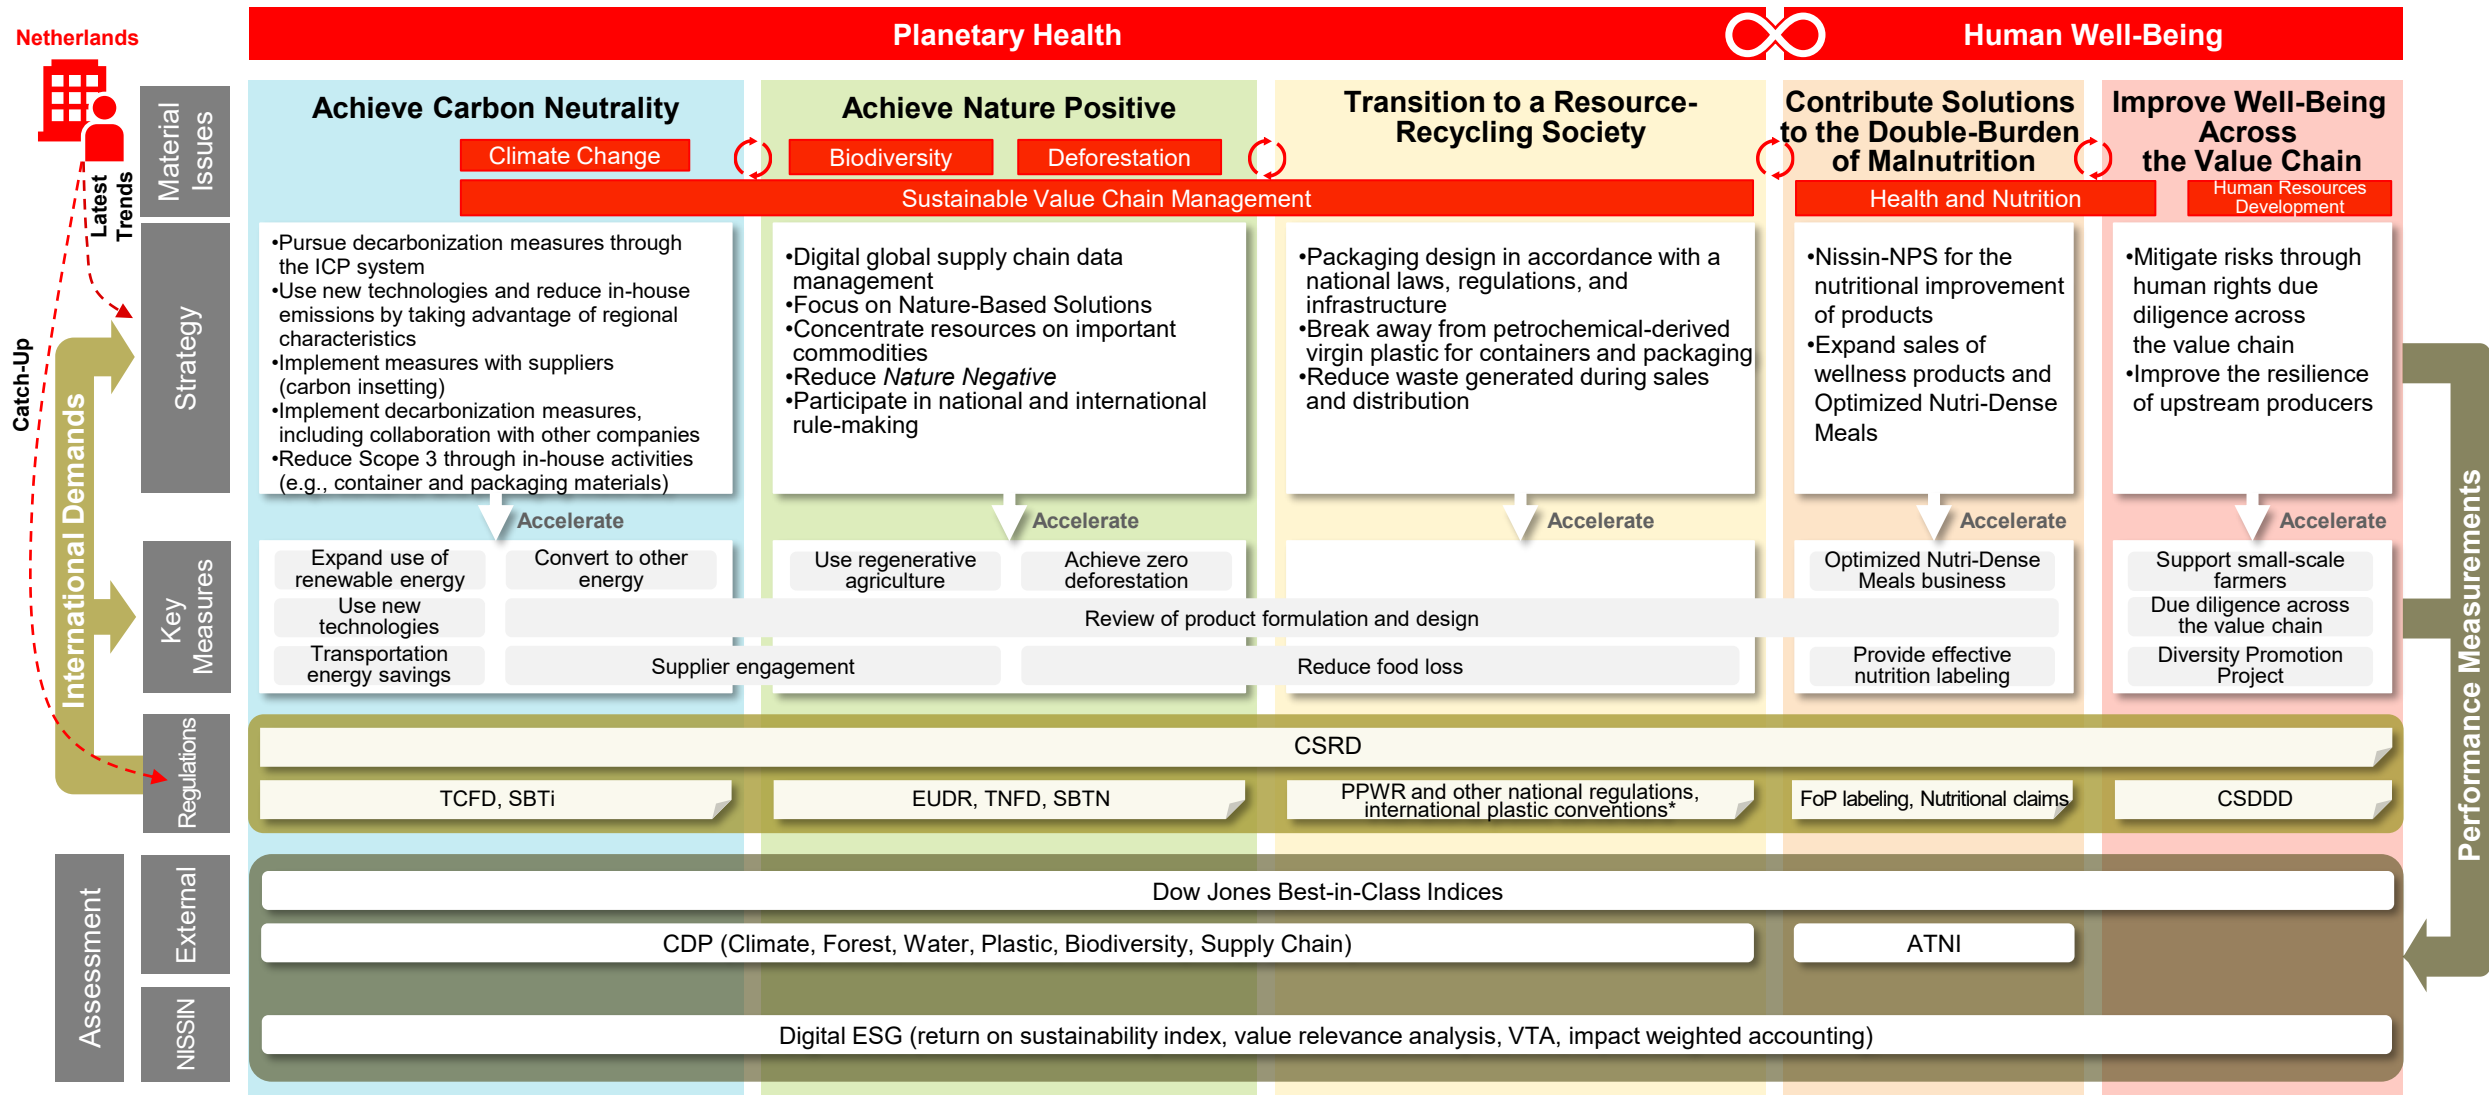 Netherlands
Planetary Health
Human Well-Being
Material
Issues
Achieve Carbon Neutrality
Achieve Nature Positive
Transition to a Resource-
Recycling Society
Contribute Solutions
to the Double-Burden
of Malnutrition
Improve Well-Being
Across
the Value Chain
Climate Change
Biodiversity
Deforestation
Sustainable Value Chain Management
Health and Nutrition
Human Resources
Development
Latest
Trends
Catch-Up
International Demands
Strategy
•Pursue decarbonization measures through
the ICP system
•Use new technologies and reduce in-house
emissions by taking advantage of regional
characteristics
•Implement measures with suppliers
(carbon insetting)
•Implement decarbonization measures,
including collaboration with other companies
•Reduce Scope 3 through in-house activities
(e.g., container and packaging materials)
•Digital global supply chain data
management
•Focus on Nature-Based Solutions
•Concentrate resources on important
commodities
•Reduce Nature Negative
•Participate in national and international
rule-making
•Packaging design in accordance with a
national laws, regulations, and
infrastructure
•Break away from petrochemical-derived
virgin plastic for containers and packaging
•Reduce waste generated during sales
and distribution
•Nissin-NPS for the
nutritional improvement
of products
•Expand sales of
wellness products and
Optimized Nutri-Dense
Meals
•Mitigate risks through
human rights due
diligence across
the value chain
•Improve the resilience
of upstream producers
Accelerate
Accelerate
Accelerate
Accelerate
Accelerate
Key
Measures
Expand use of
renewable energy
Convert to other
energy
Use regenerative
agriculture
Achieve zero
deforestation
Optimized Nutri-Dense
Meals business
Support small-scale
farmers
Use new
technologies
Review of product formulation and design
Due diligence across
the value chain
Transportation
energy savings
Supplier engagement
Reduce food loss
Provide effective
nutrition labeling
Diversity Promotion
Project
Performance Measurements
Regulations
CSRD
TCFD, SBTi
EUDR, TNFD, SBTN
PPWR and other national regulations,
international plastic conventions*
FoP labeling, Nutritional claims
CSDDD
Assessment
External
Dow Jones Best-in-Class Indices
CDP (Climate, Forest, Water, Plastic, Biodiversity, Supply Chain)
ATNI
NISSIN
Digital ESG (return on sustainability index, value relevance analysis, VTA, impact weighted accounting)